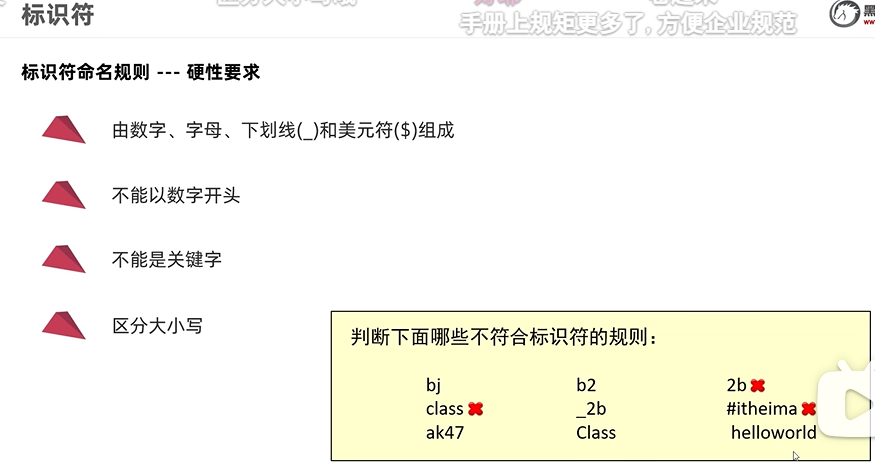 标识符
手册上规矩更多了,方便企业规范
黑
标识符命名规则 --- 硬性要求
由数字、字母、下划线(_)和美元符($)组成
不能以数字开头
不能是关键字
区分大小写
判断下面哪些不符合标识符的规则：
bj b2 2b
class _2b #itheima
ak47 Class helloworld